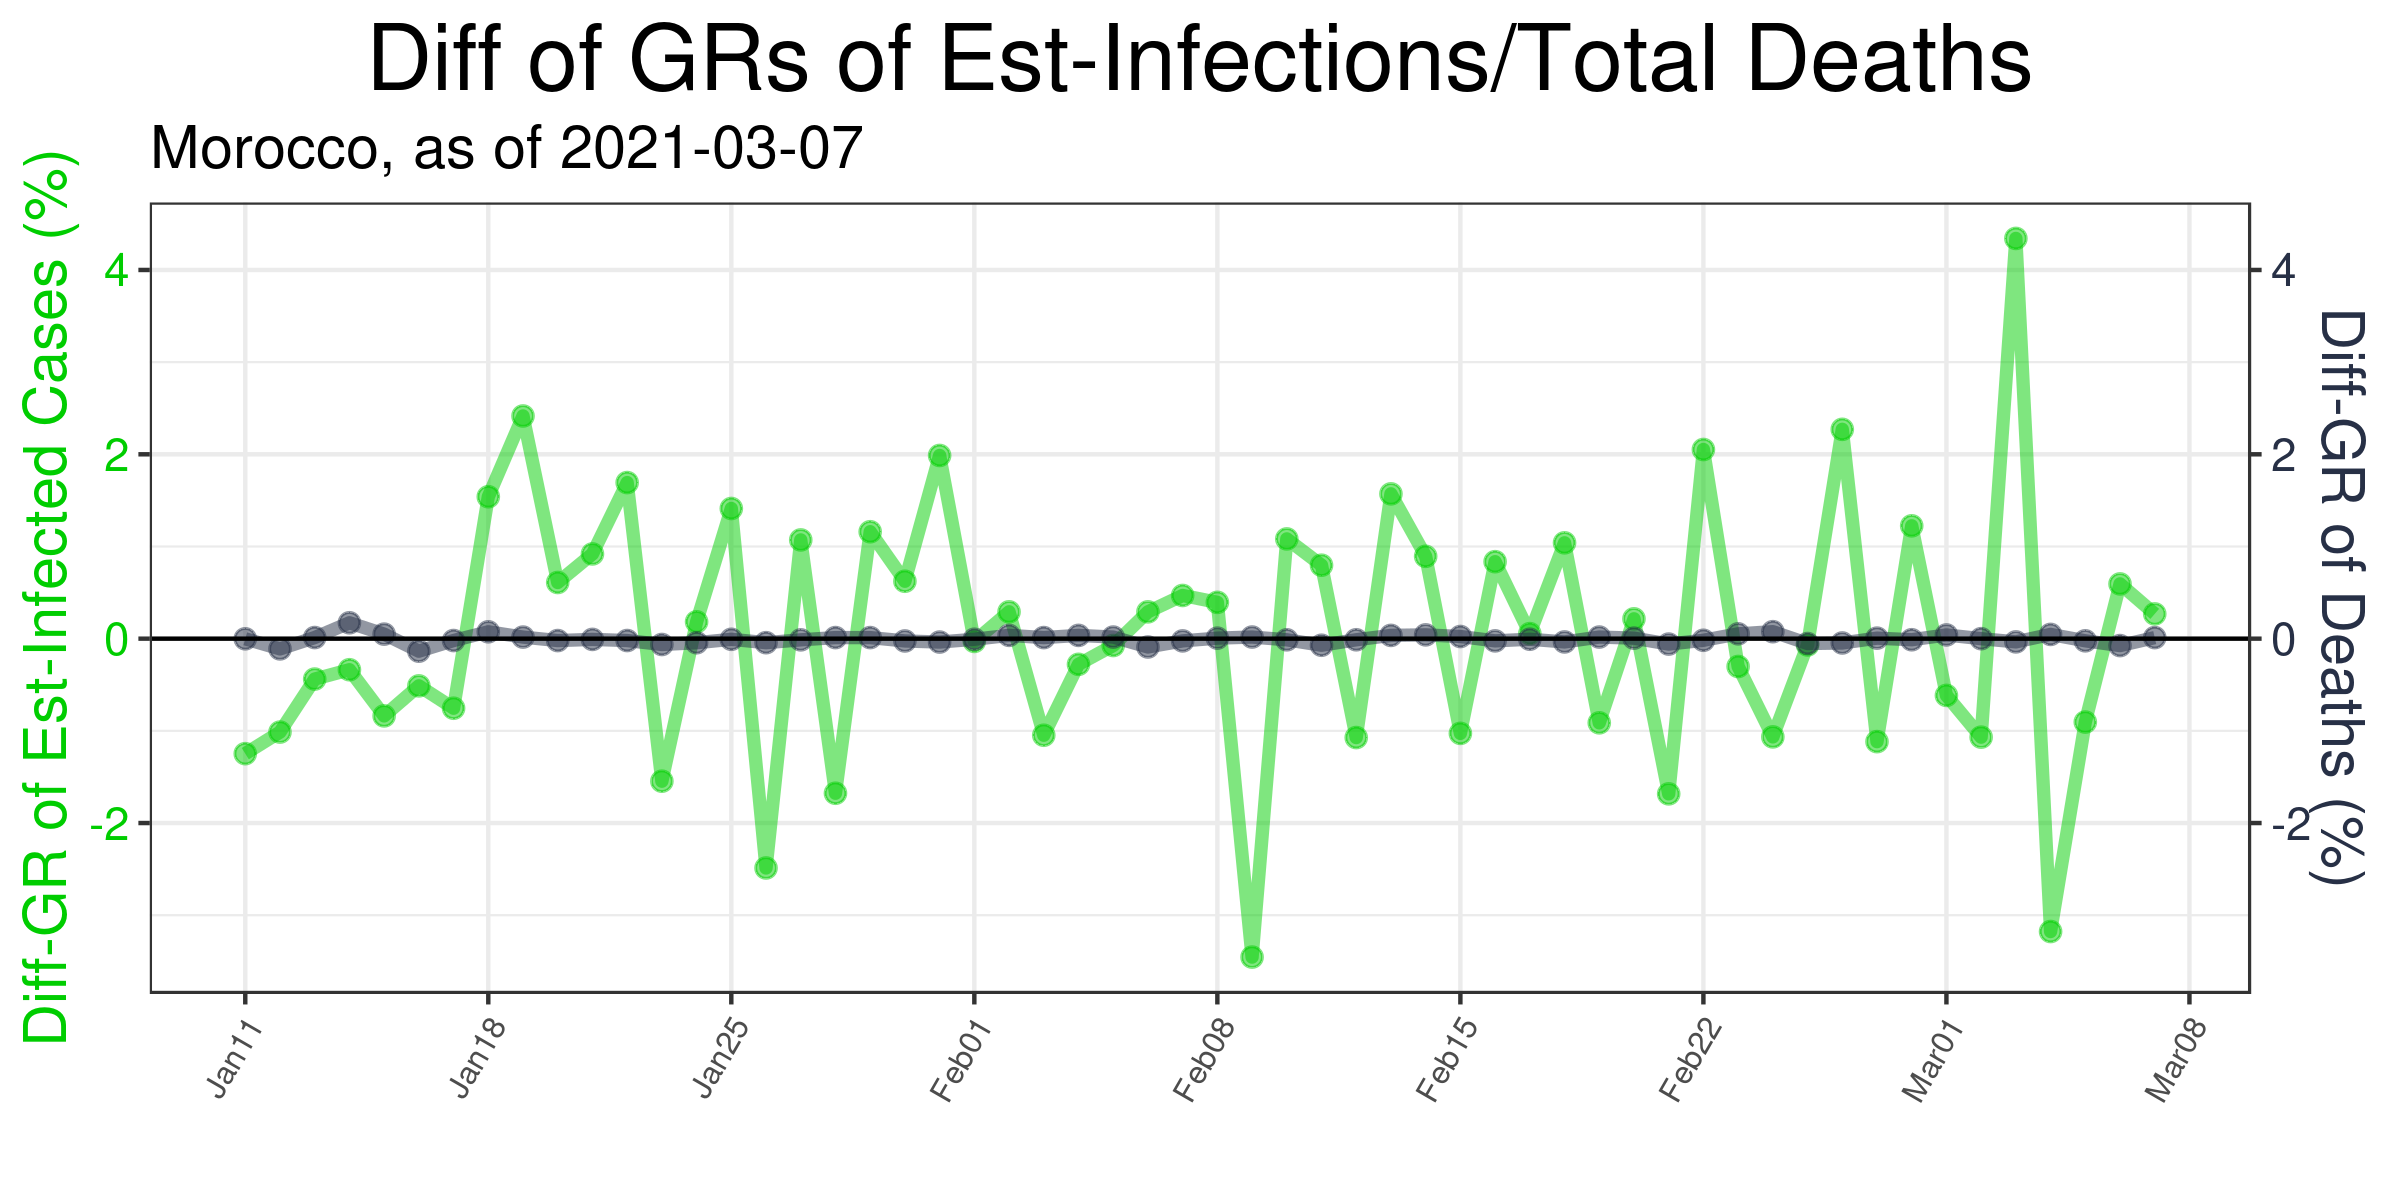 Diff of GRs of Est-Infections/Total Deaths
Morocco, as of 2021-03-07
Diff-GR of Est-Infected Cases (%)
4
2
0
-2
4
2
0
-2
Diff-GR of Deaths (%)
Jan11
Jan18
Jan25
Feb01
Feb08
Feb15
Feb22
Mar01
Mar08